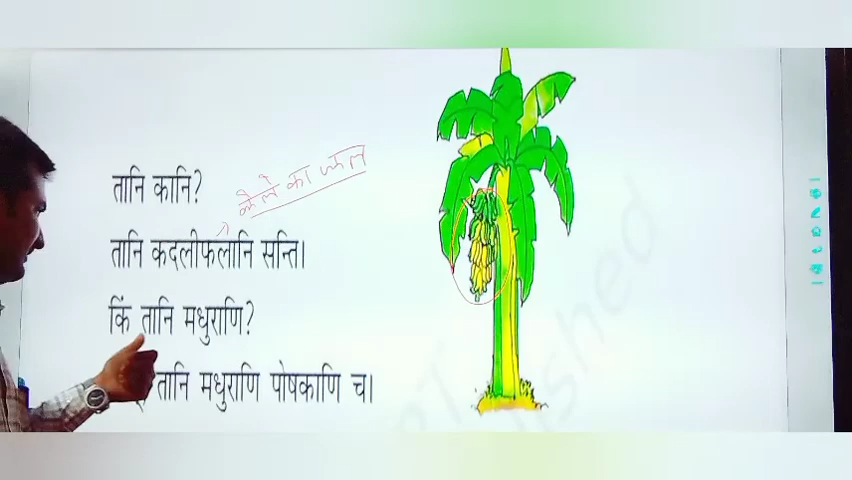 तानि कानि?
केले का फल
तानि कदलीफलानि सन्ति।
किं तानि मधुराणि?
तानि मधुराणि पोषकाणि च।